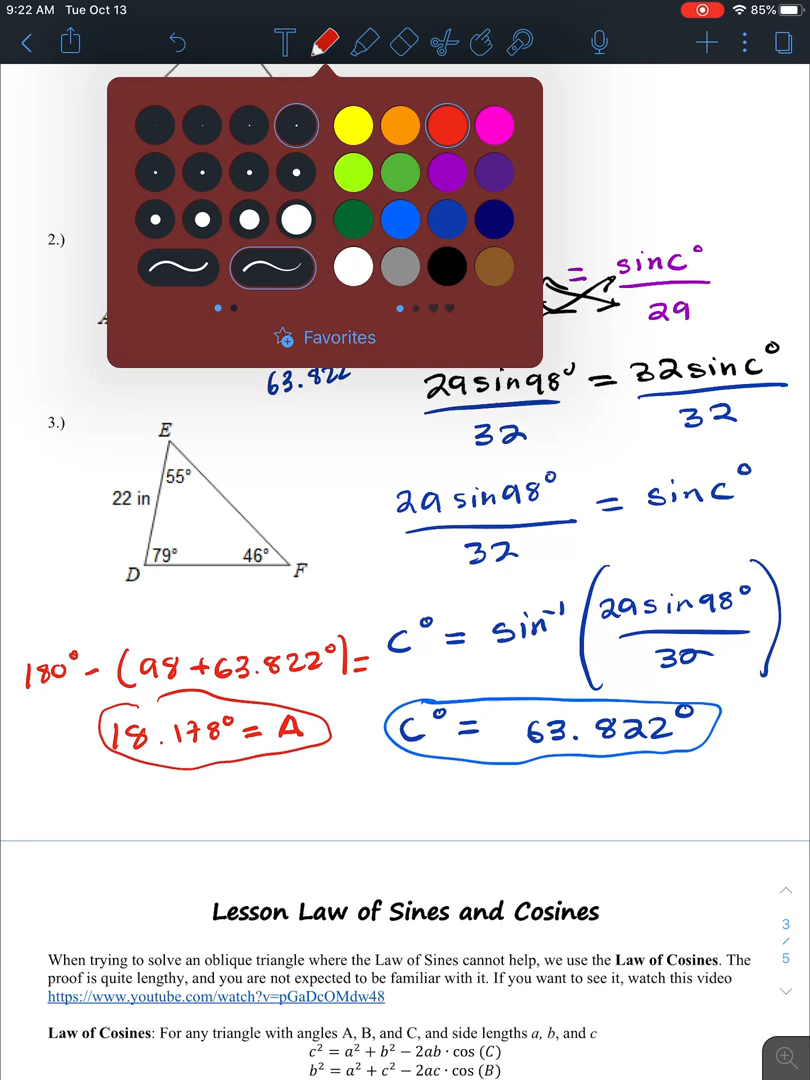 9:22 AM Tue Oct 13
85%
T
2.)
A
Favorites
63.822
= sinc°
29
29sin98° = 32sinc°
32 32
29sin98° = sinc°
32
3.)
E
55°
22 in
79° 46°
D F
c° = sin⁻¹ (29sin98°
32)
180° - (98+63.822°)=
18.178° = A
c° = 63.822°
Lesson Law of Sines and Cosines
When trying to solve an oblique triangle where the Law of Sines cannot help, we use the Law of Cosines. The
proof is quite lengthy, and you are not expected to be familiar with it. If you want to see it, watch this video
https://www.youtube.com/watch?v=pGaDcOMdw48
Law of Cosines: For any triangle with angles A, B, and C, and side lengths a, b, and c
c² = a² + b² − 2ab · cos (C)
b² = a² + c² − 2ac · cos (B)
3
/
5